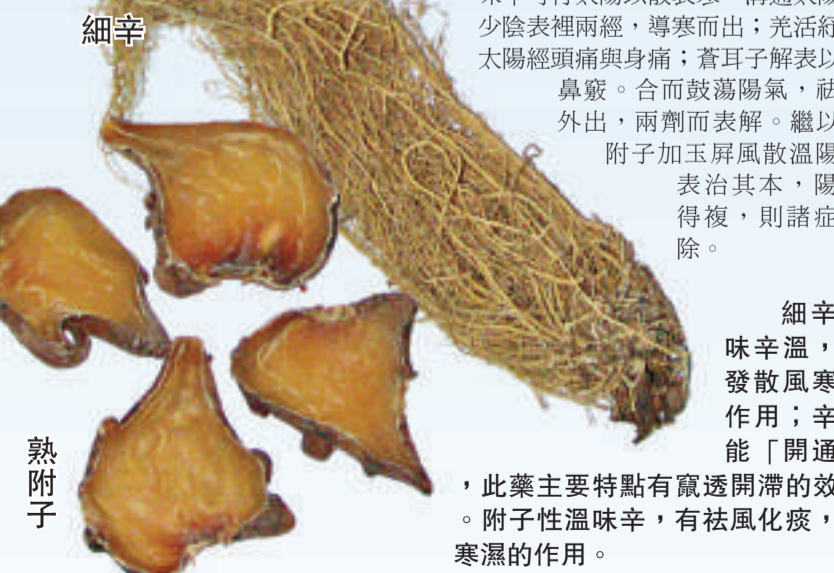 細辛
少陰表裡兩經，導寒而出；羌活紓
太陽經頭痛與身痛；蒼耳子解表以
鼻竅。合而鼓蕩陽氣，祛
外出，兩劑而表解。繼以
附子加玉屏風散溫陽
表治其本，陽
得複，則諸症
除。
細辛
味辛溫，
發散風寒
作用；辛
能「開通
，此藥主要特點有竄透開滯的效
。附子性溫味辛，有祛風化痰，
寒濕的作用。
熟附子